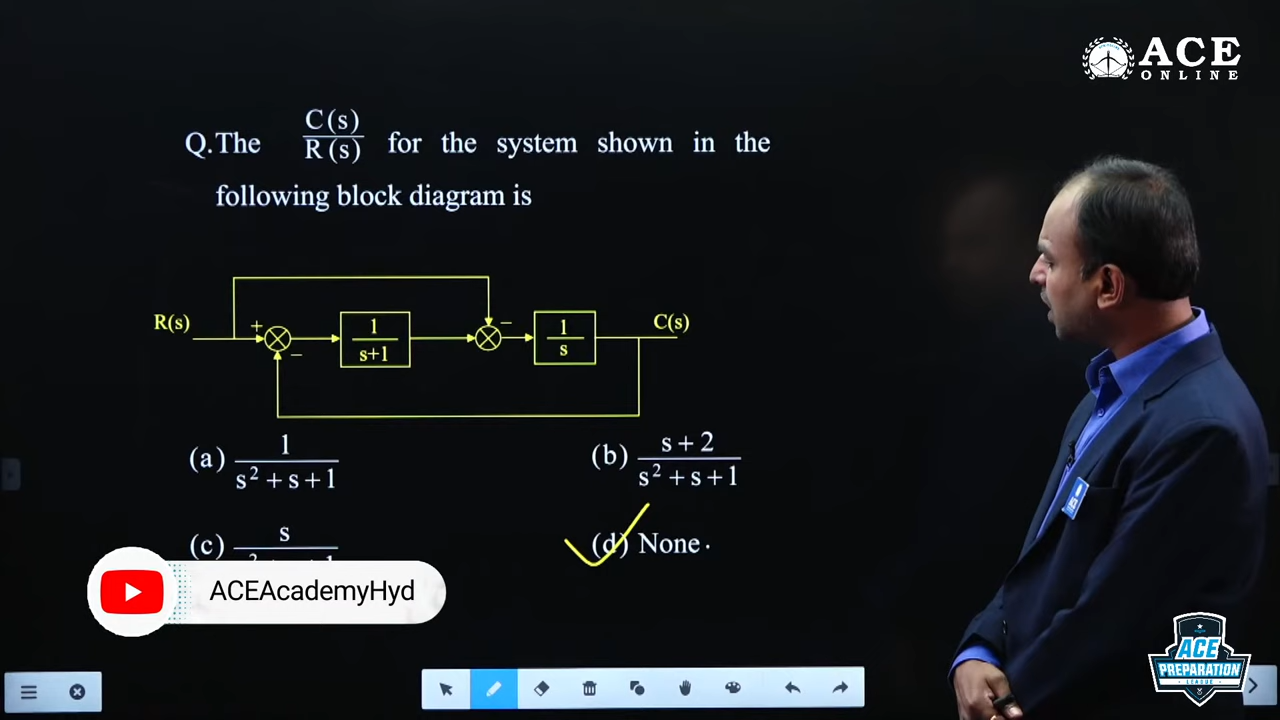 ACE
ONLINE
Q.The C(s)/R(s) for the system shown in the
following block diagram is
R(s)
+
−
1/(s+1)
−
1/s
C(s)
(a) 1/(s² + s + 1)
(b) (s + 2)/(s² + s + 1)
(c) s
(d) None.
ACEAcademyHyd
ACE
PREPARATION
LEAGUE